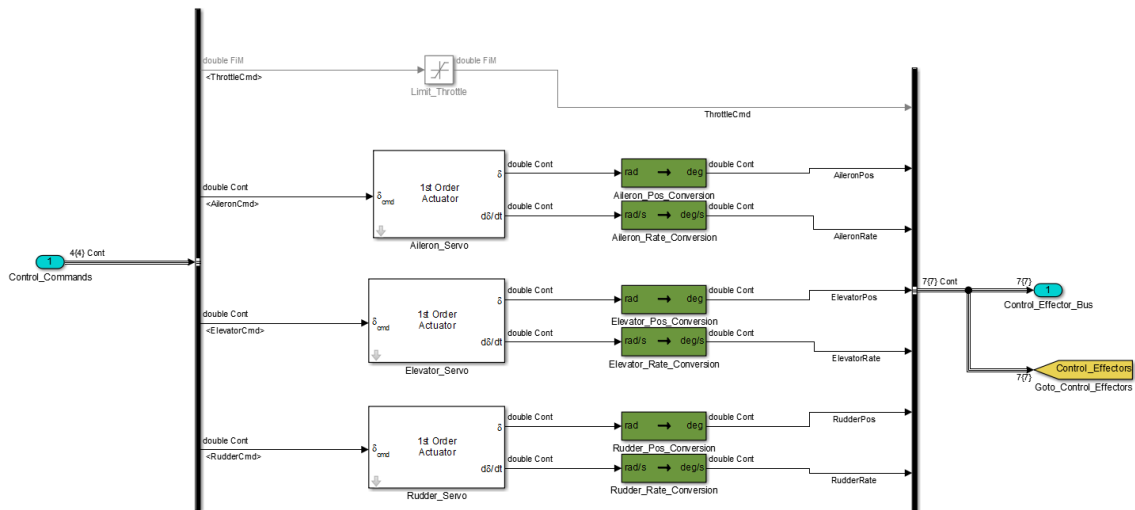 double FiM
<ThrottleCmd>
double FiM
Limit_Throttle
ThrottleCmd
double Cont
<AileronCmd>
δcmd
1st Order
Actuator
δ
dδ/dt
Aileron_Servo
double Cont
double Cont
rad → deg
Aileron_Pos_Conversion
rad/s → deg/s
Aileron_Rate_Conversion
double Cont
double Cont
AileronPos
AileronRate
1
Control_Commands
4{4} Cont
double Cont
<ElevatorCmd>
δcmd
1st Order
Actuator
δ
dδ/dt
Elevator_Servo
double Cont
double Cont
rad → deg
Elevator_Pos_Conversion
rad/s → deg/s
Elevator_Rate_Conversion
double Cont
double Cont
ElevatorPos
ElevatorRate
7{7} Cont
7{7}
1
Control_Effector_Bus
7{7}
Control_Effectors
Goto_Control_Effectors
double Cont
<RudderCmd>
δcmd
1st Order
Actuator
δ
dδ/dt
Rudder_Servo
double Cont
double Cont
rad → deg
Rudder_Pos_Conversion
rad/s → deg/s
Rudder_Rate_Conversion
double Cont
double Cont
RudderPos
RudderRate